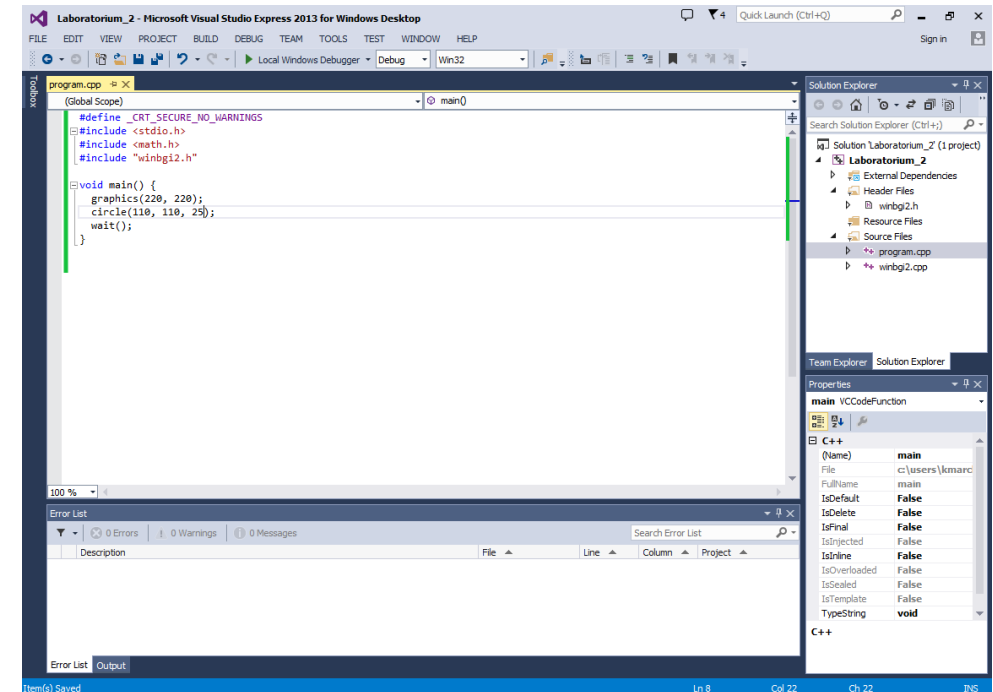 Laboratorium_2 - Microsoft Visual Studio Express 2013 for Windows Desktop
4
Quick Launch (Ctrl+Q)
FILE EDIT VIEW PROJECT BUILD DEBUG TEAM TOOLS TEST WINDOW HELP
Sign in
Local Windows Debugger
Debug
Win32
Toolbox
program.cpp
(Global Scope)
main()
#define _CRT_SECURE_NO_WARNINGS
#include <stdio.h>
#include <math.h>
#include "winbgi2.h"
void main() {
graphics(220, 220);
circle(110, 110, 25);
wait();
}
100 %
Error List
0 Errors
0 Warnings
0 Messages
Search Error List
Description File Line Column Project
Error List Output
Solution Explorer
Search Solution Explorer (Ctrl+;)
Solution 'Laboratorium_2' (1 project)
Laboratorium_2
External Dependencies
Header Files
winbgi2.h
Resource Files
Source Files
program.cpp
winbgi2.cpp
Team Explorer Solution Explorer
Properties
main VCCodeFunction
C++
(Name) main
File c:\users\kmarc
FullName main
IsDefault False
IsDelete False
IsFinal False
IsInjected False
IsInline False
IsOverloaded False
IsSealed False
IsTemplate False
TypeString void
C++
Item(s) Saved
Ln 8 Col 22 Ch 22 INS